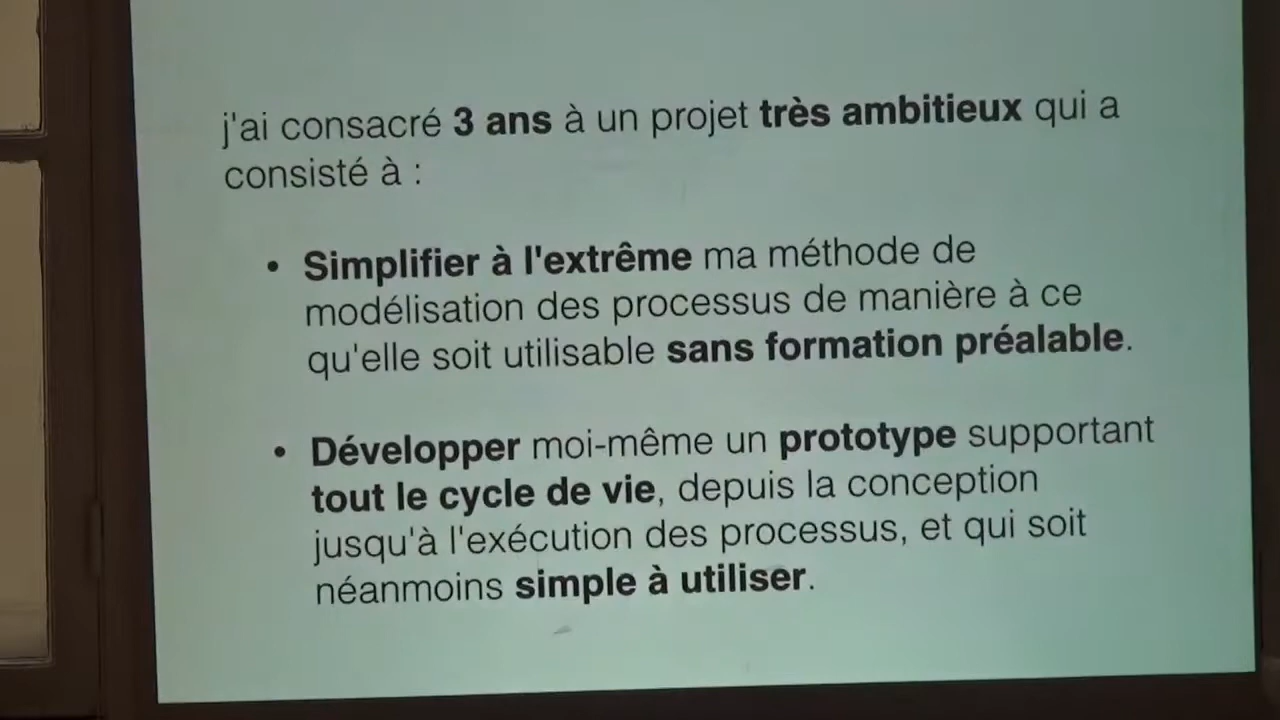 j'ai consacré 3 ans à un projet très ambitieux qui a
consisté à :
• Simplifier à l'extrême ma méthode de
modélisation des processus de manière à ce
qu'elle soit utilisable sans formation préalable.
• Développer moi-même un prototype supportant
tout le cycle de vie, depuis la conception
jusqu'à l'exécution des processus, et qui soit
néanmoins simple à utiliser.